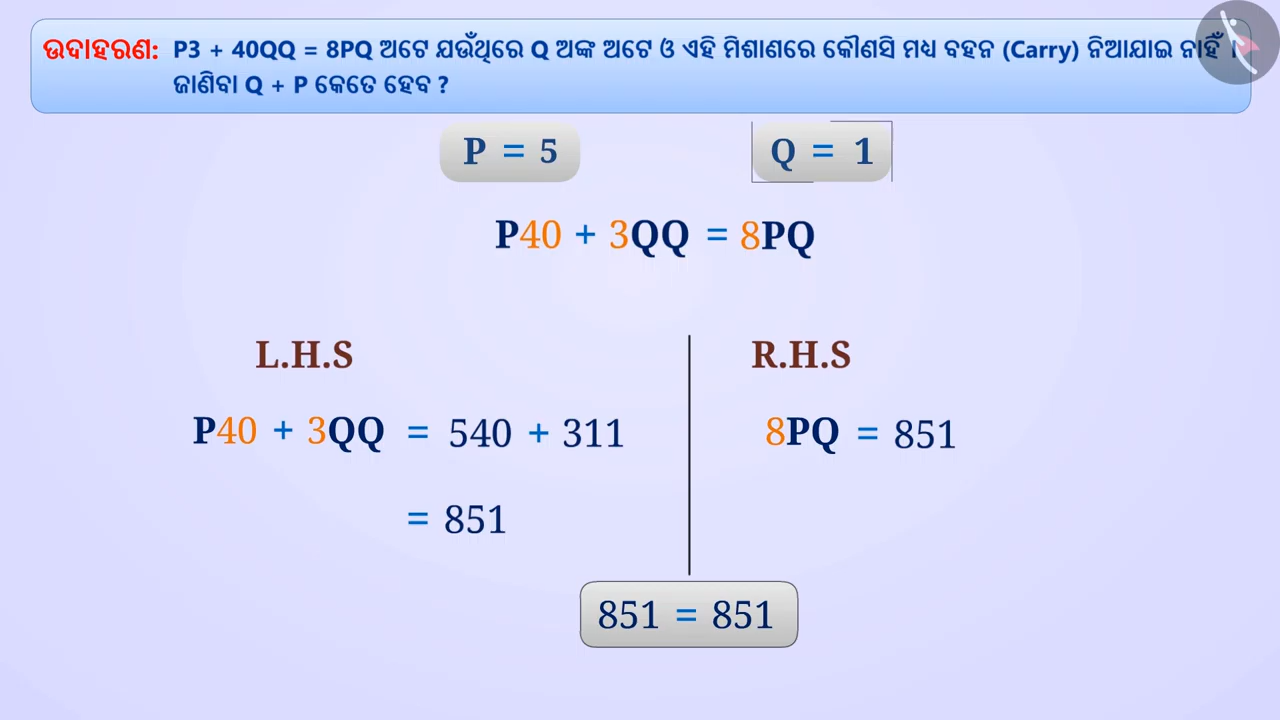 ଉଦାହରଣ: P3 + 40QQ = 8PQ ଅଟେ ଯଉଁଥିରେ Q ଅଙ୍କ ଅଟେ ଓ ଏହି ମିଶାଣରେ କୌଣସି ମଧ୍ୟ ବହନ (Carry) ନିଆଯାଇ ନାହିଁ ।
ଜାଣିବା Q + P କେତେ ହେବ ?
P = 5 Q = 1
P40 + 3QQ = 8PQ
L.H.S R.H.S
P40 + 3QQ = 540 + 311 8PQ = 851
= 851
851 = 851